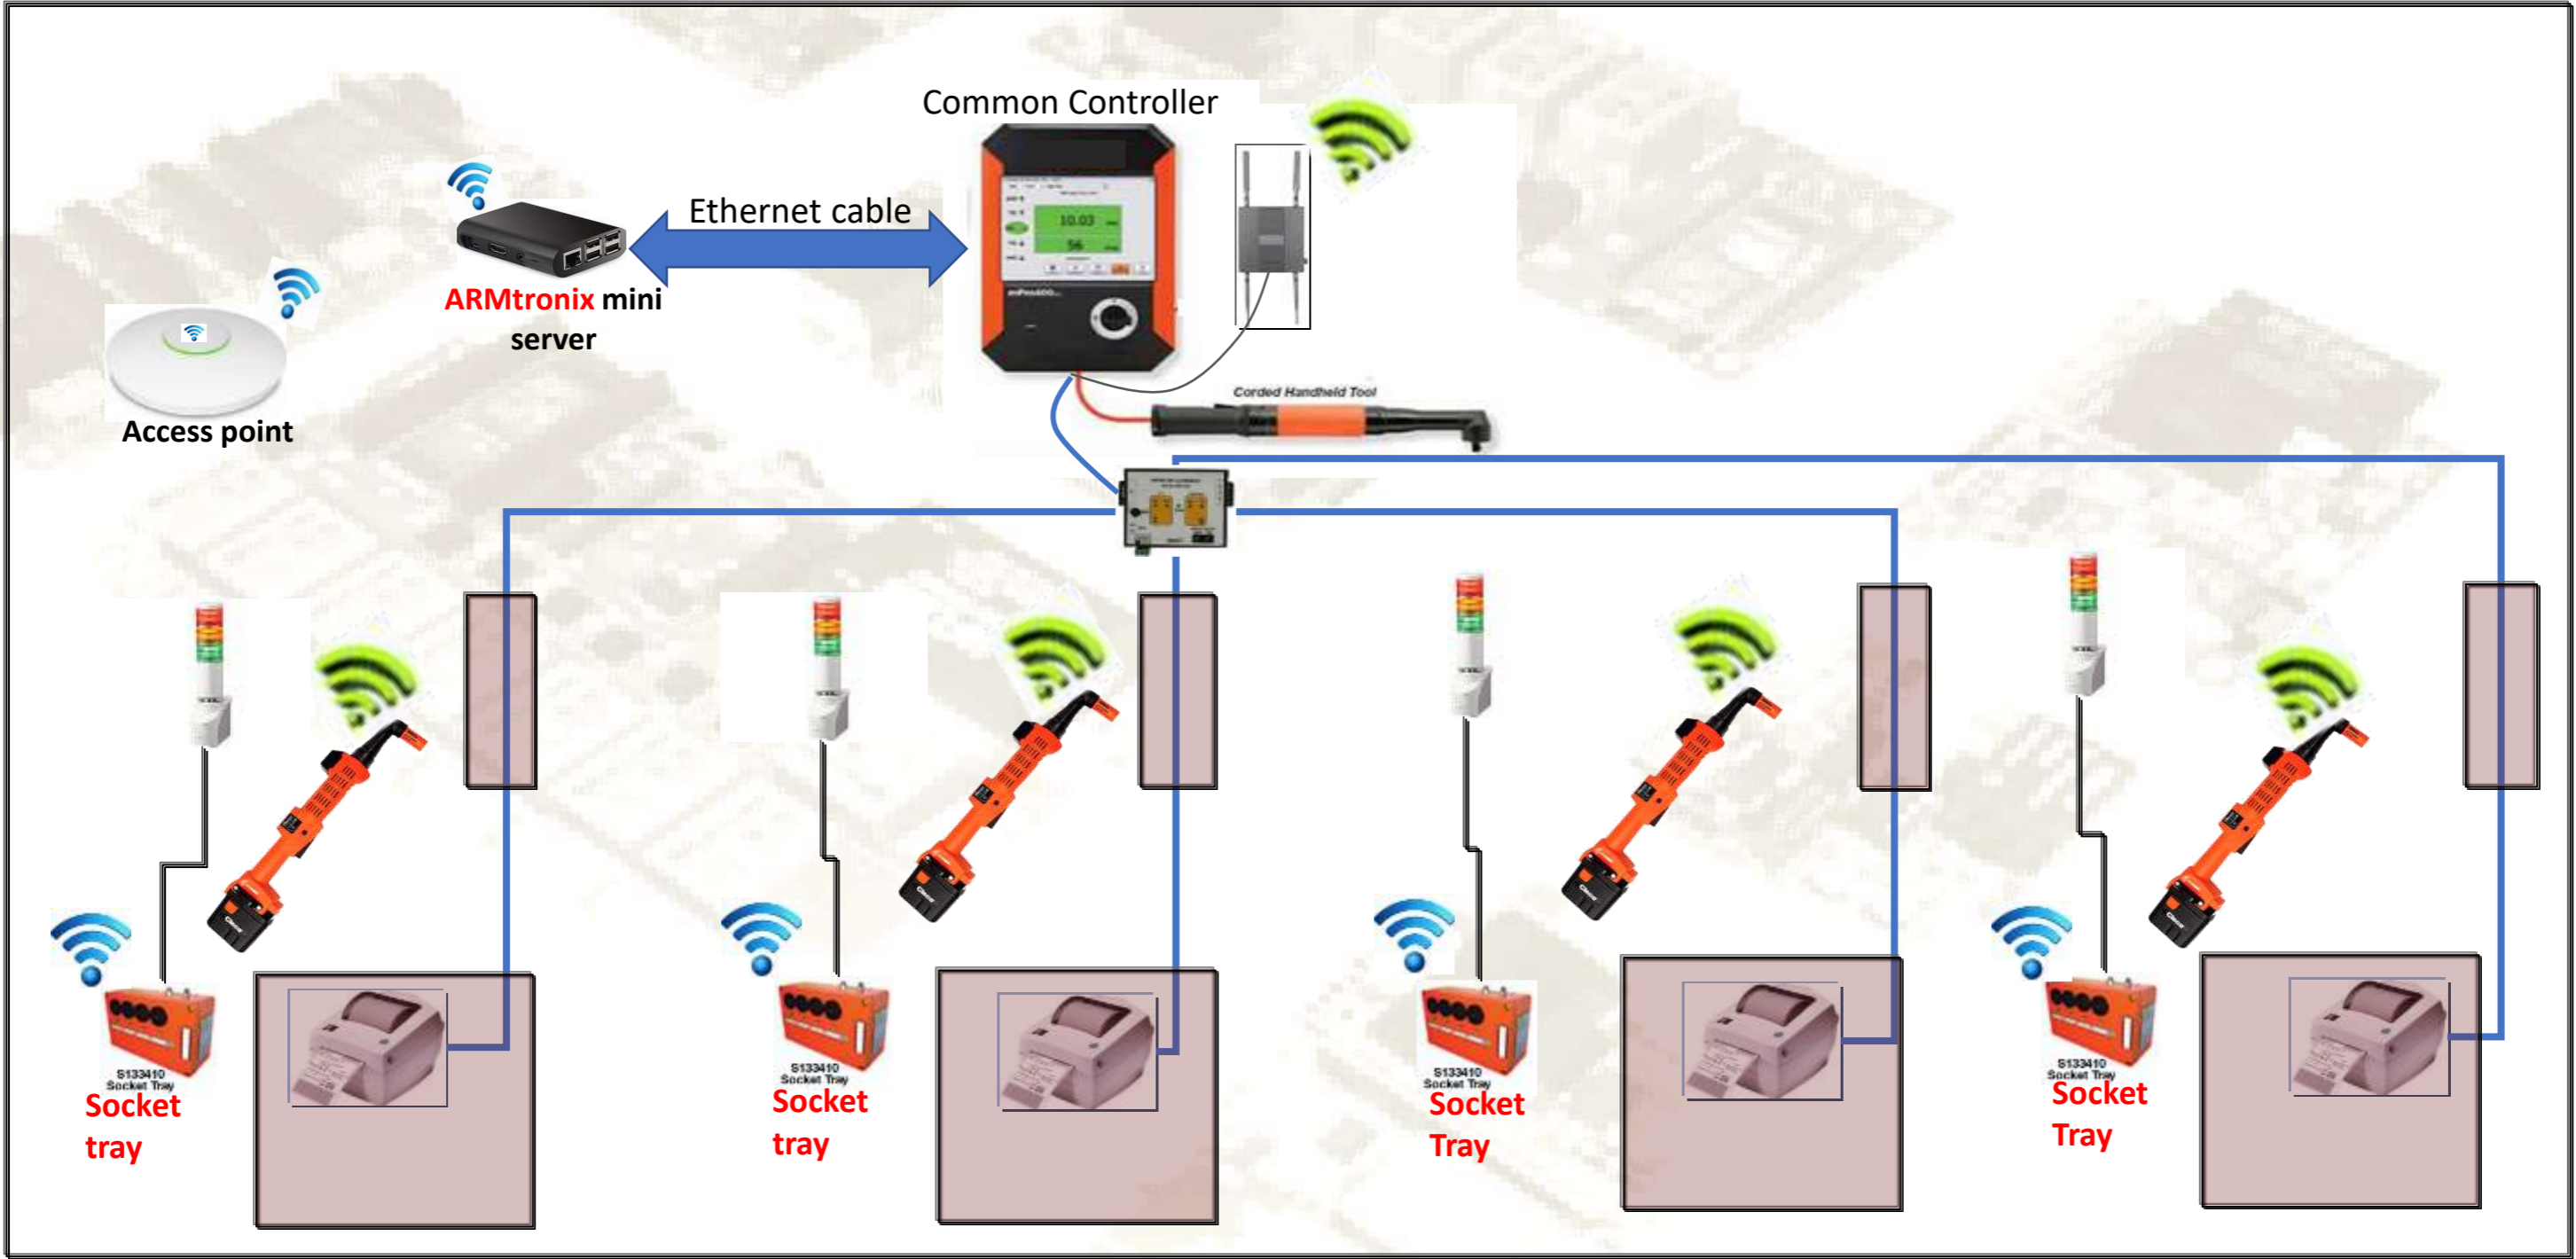 Common Controller
Ethernet cable
10.03
56
ARMtronix mini
server
Access point
Corded Handheld Tool
S133410
Socket Tray
Socket
tray
S133410
Socket Tray
Socket
tray
S133410
Socket Tray
Socket
Tray
S133410
Socket Tray
Socket
Tray